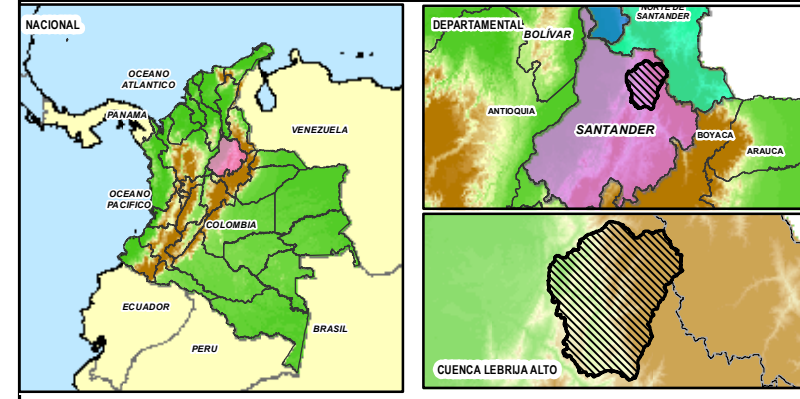 NACIONAL
OCEANO
ATLANTICO
PANAMA
VENEZUELA
OCEANO
PACIFICO
COLOMBIA
ECUADOR
PERU
BRASIL
DEPARTAMENTAL
NORTE DE
SANTANDER
BOLÍVAR
ANTIOQUIA
SANTANDER
BOYACA
ARAUCA
CUENCA LEBRIJA ALTO